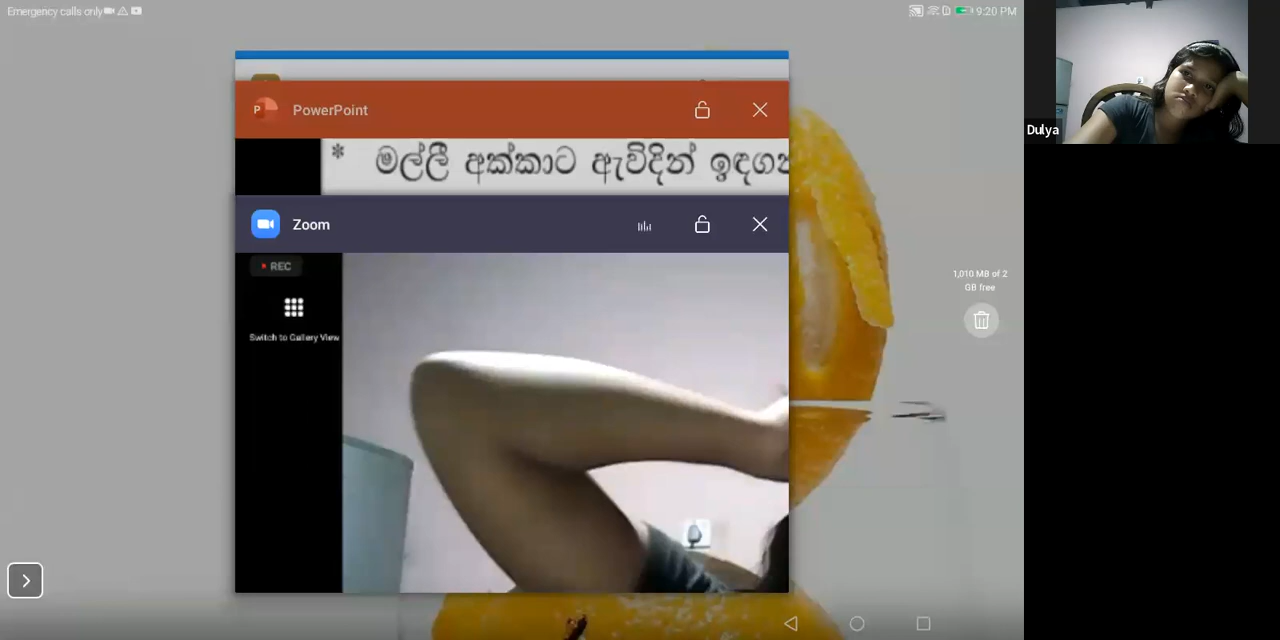 Emergency calls only
9:20 PM
PowerPoint
* මල්ලී අක්කාට ඇවිදින් ඉඳගන
Zoom
REC
Switch to Gallery View
1,010 MB of 2
GB free
Dulya